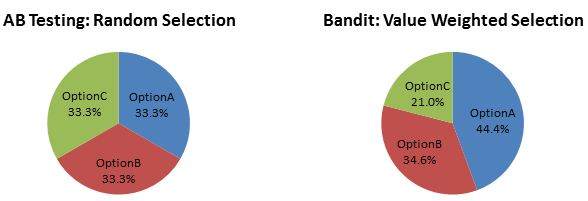 AB Testing: Random Selection
OptionC
33.3%
OptionA
33.3%
OptionB
33.3%
Bandit: Value Weighted Selection
OptionC
21.0%
OptionA
44.4%
OptionB
34.6%